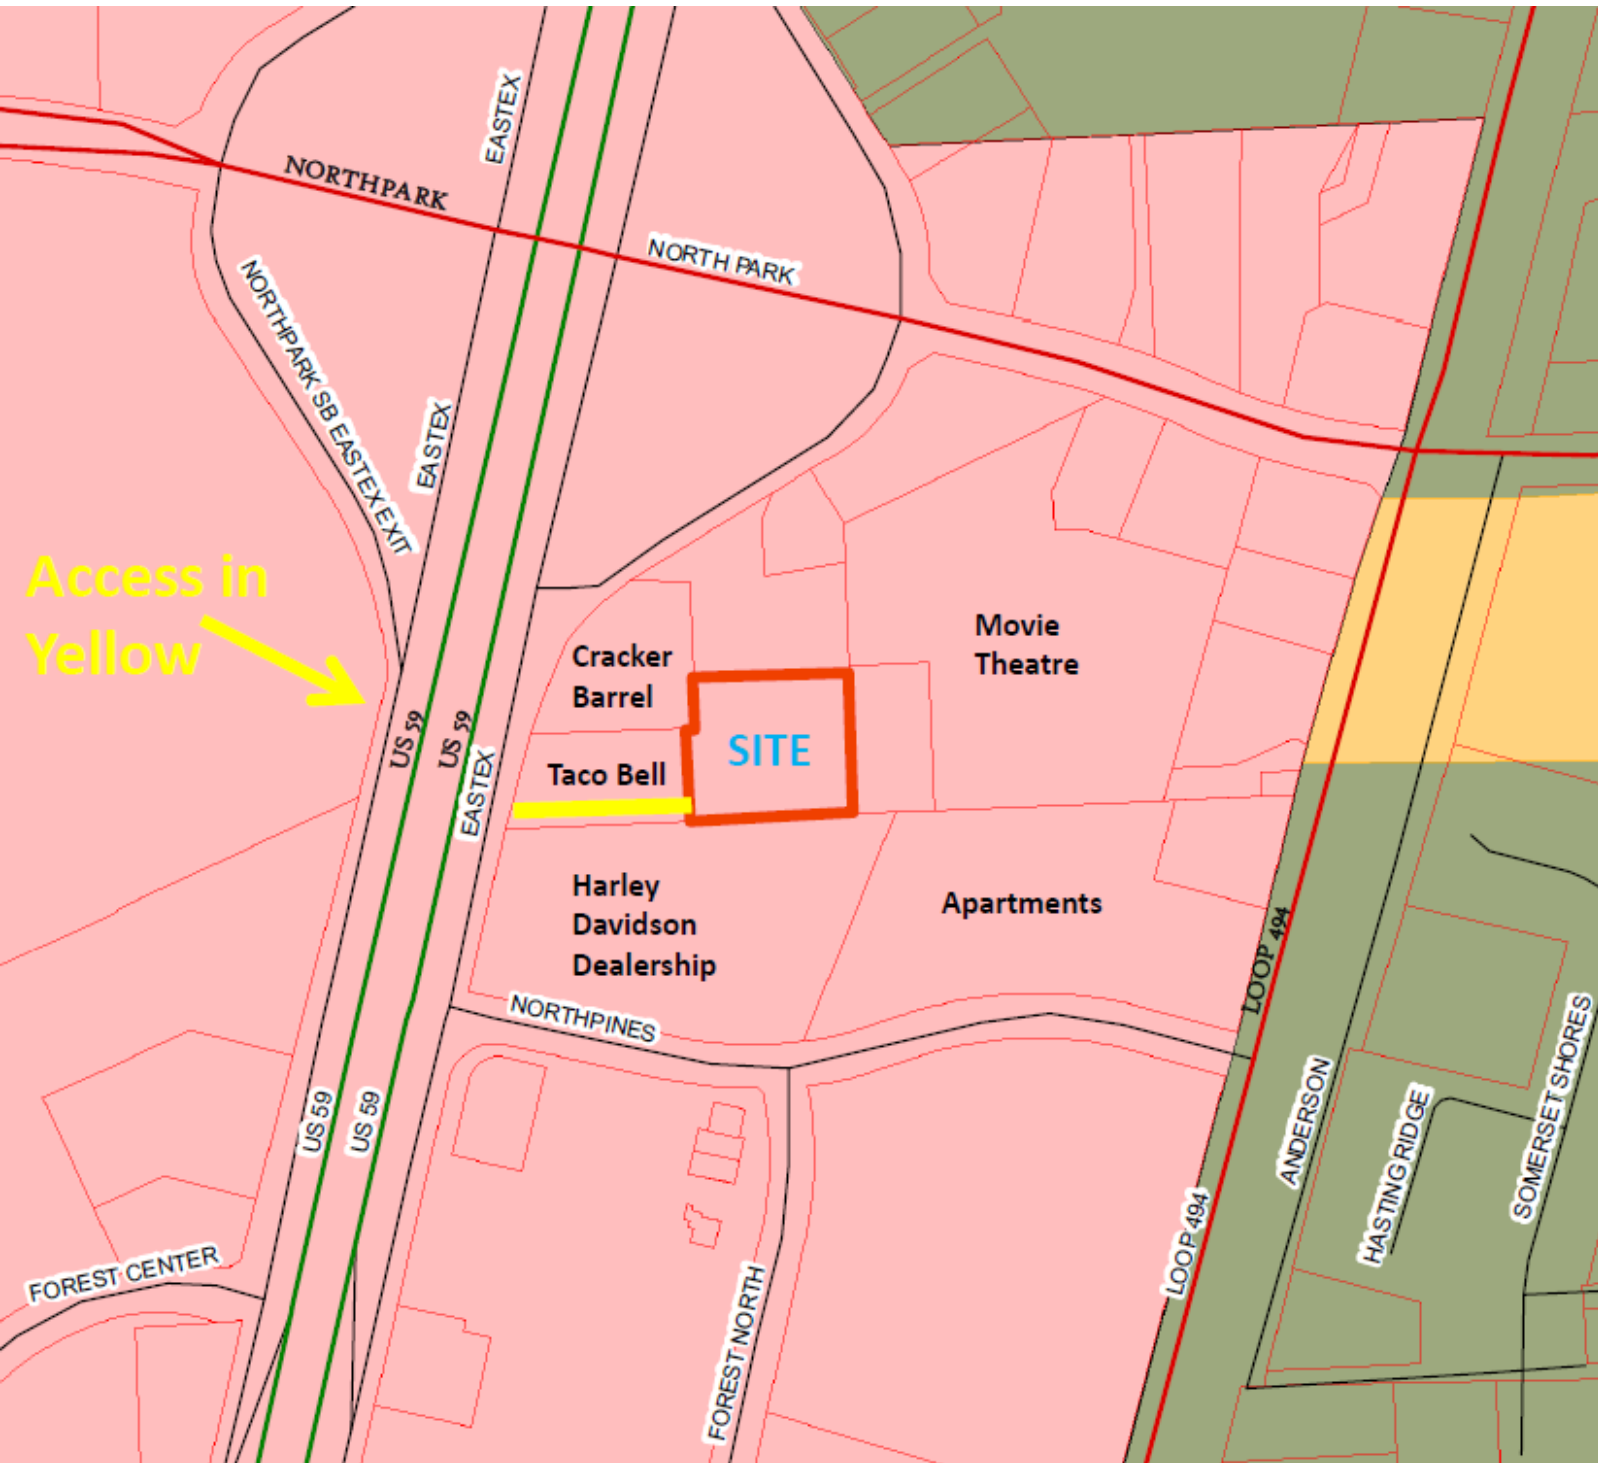 EASTEX
NORTHPARK
NORTH PARK
NORTHPARK SB EASTEX EXIT
EASTEX
Access in
Yellow
Movie
Theatre
Cracker
Barrel
US 59
US 59
SITE
EASTEX
Taco Bell
Harley
Davidson
Dealership
Apartments
LOOP 494
NORTHPINES
US 59
US 59
ANDERSON
HASTING RIDGE
SOMERSET SHORES
LOOP 494
FOREST CENTER
FOREST NORTH